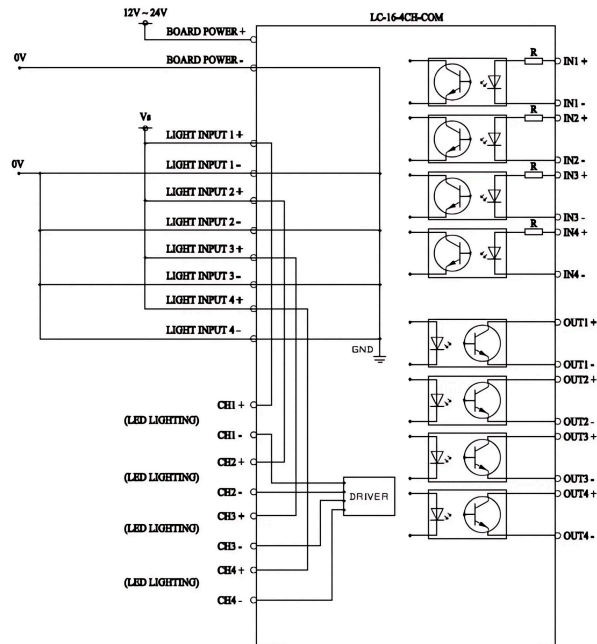 12V ~ 24V
LC-16-4CH-COM
BOARD POWER +
0V
BOARD POWER -
Vs
LIGHT INPUT 1 +
0V
LIGHT INPUT 1 -
LIGHT INPUT 2 +
LIGHT INPUT 2 -
LIGHT INPUT 3 +
LIGHT INPUT 3 -
LIGHT INPUT 4 +
LIGHT INPUT 4 -
GND
CH1 +
(LED LIGHTING)
CH1 -
CH2 +
(LED LIGHTING)
CH2 -
CH3 +
(LED LIGHTING)
CH3 -
CH4 +
(LED LIGHTING)
CH4 -
DRIVER
R
IN1 +
IN1 -
R
IN2 +
IN2 -
R
IN3 +
IN3 -
R
IN4 +
IN4 -
OUT1 +
OUT1 -
OUT2 +
OUT2 -
OUT3 +
OUT3 -
OUT4 +
OUT4 -